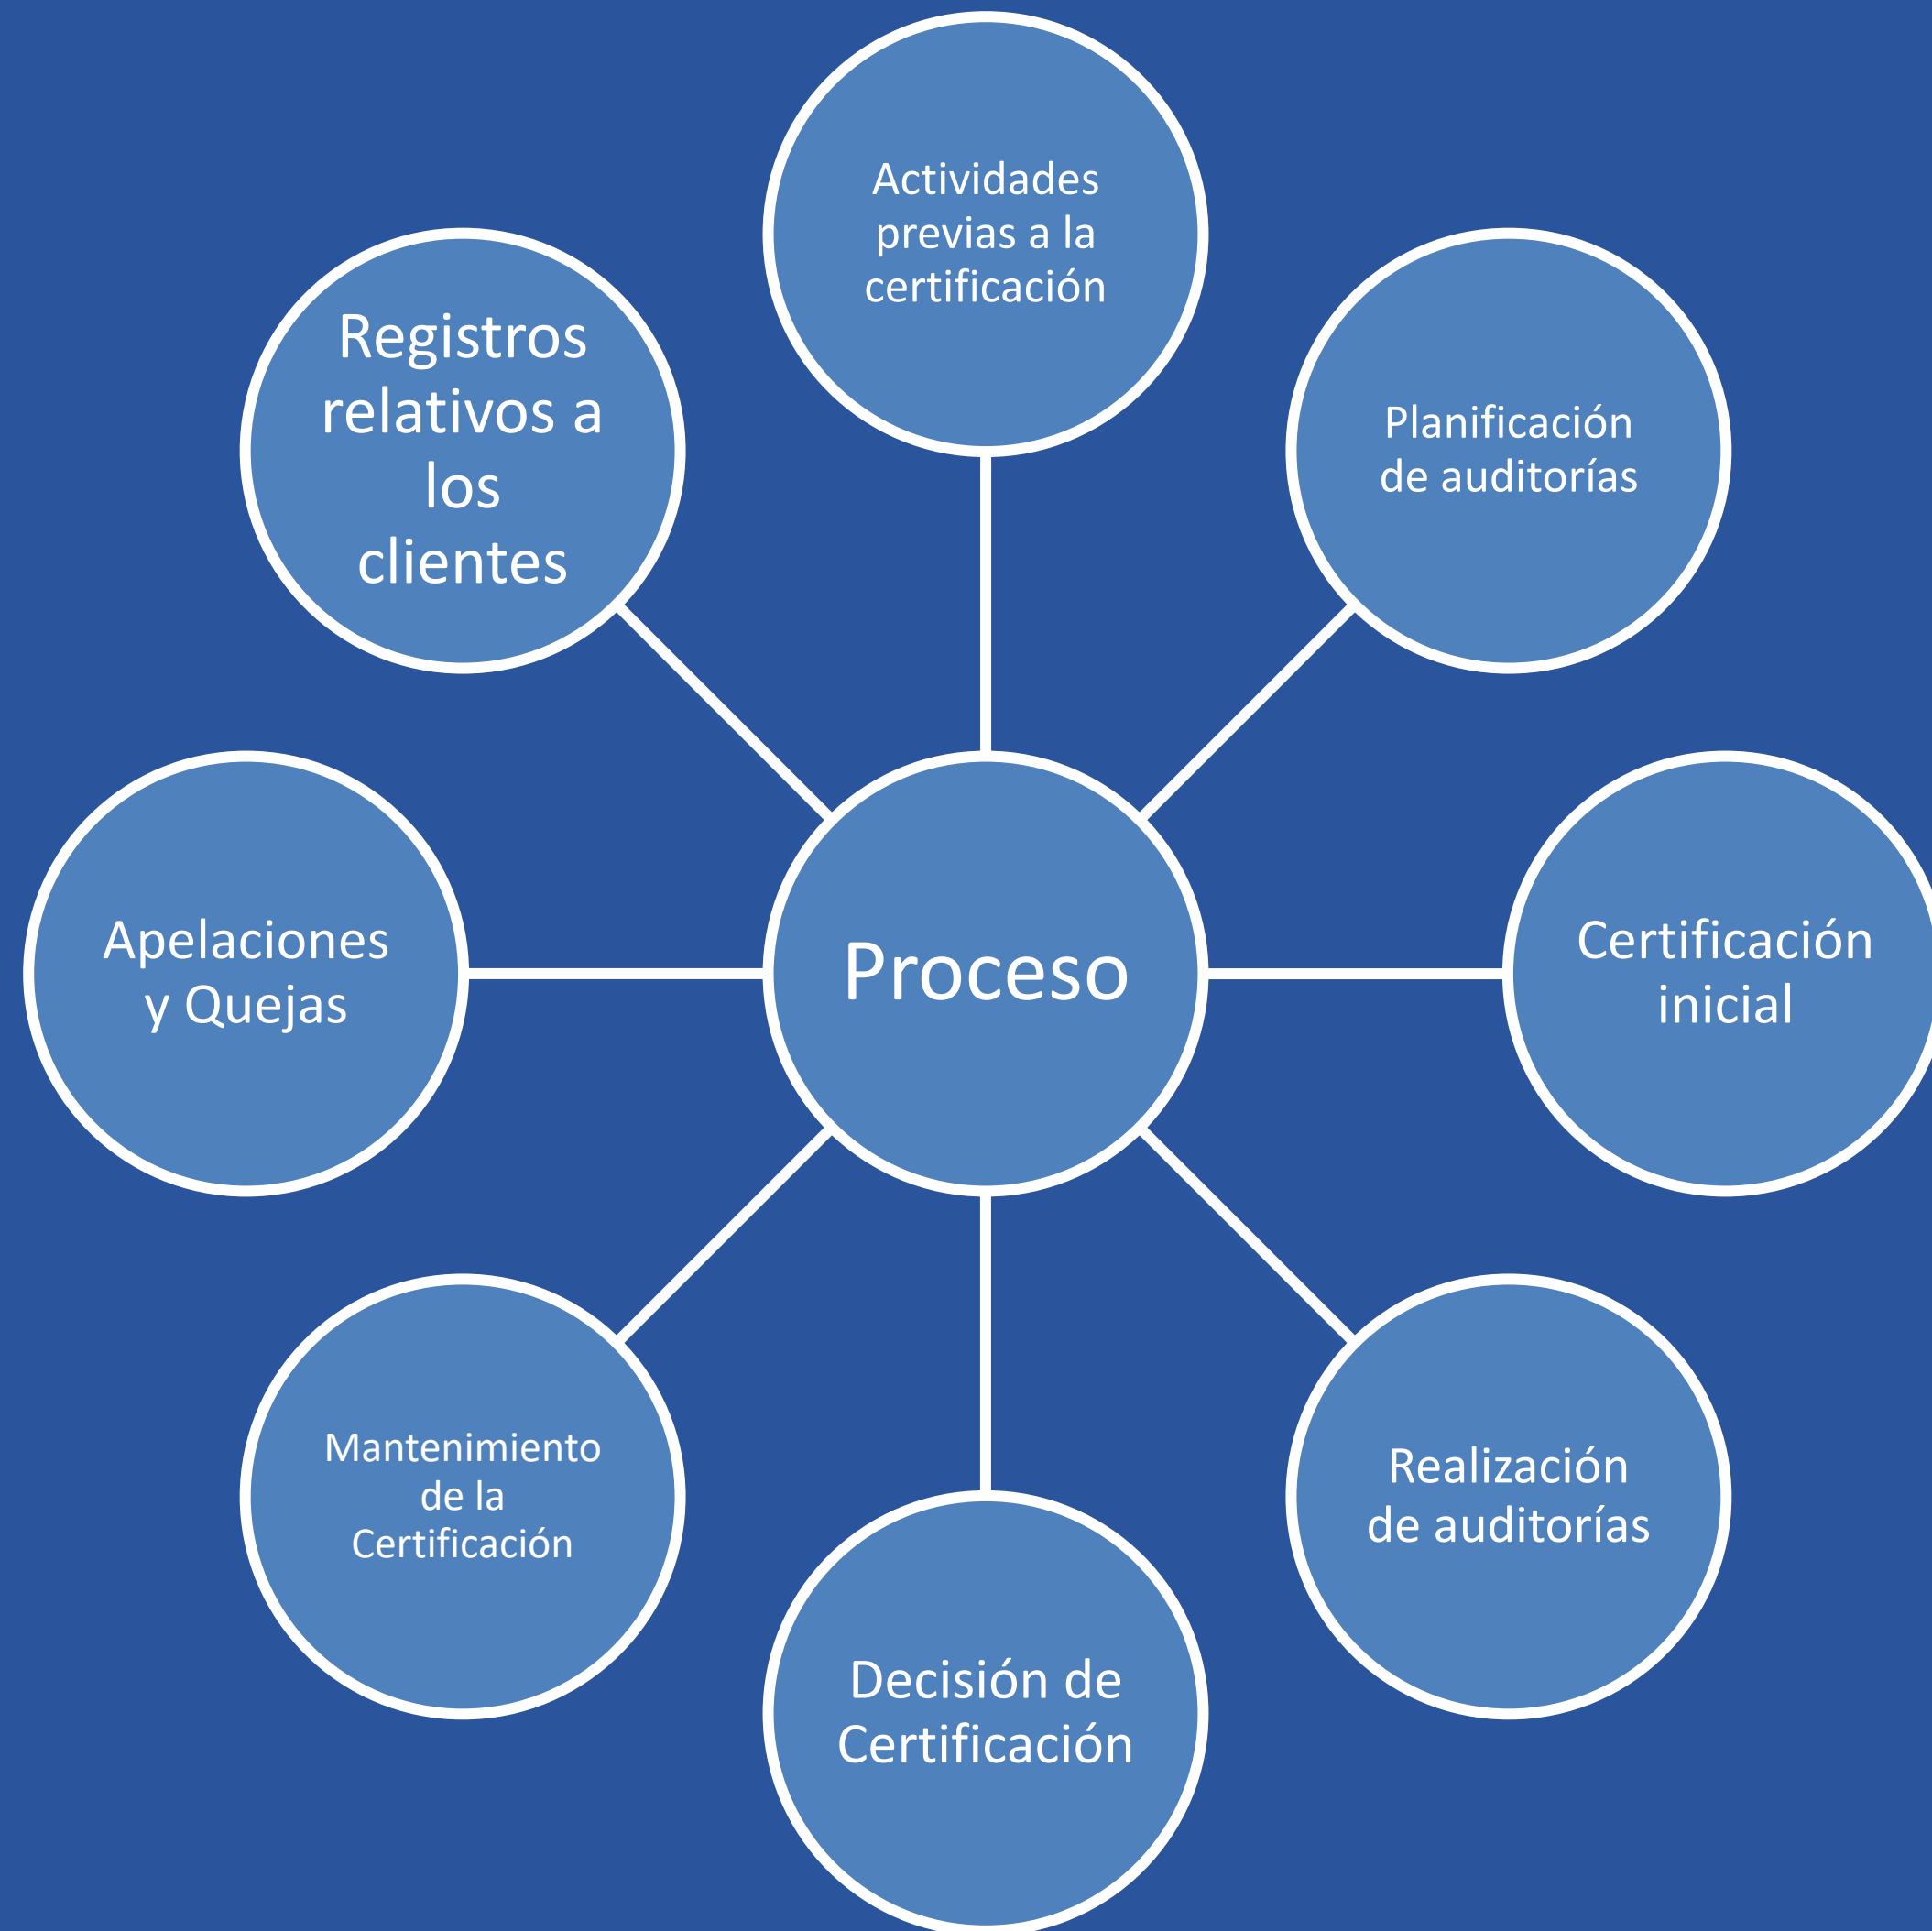 Actividades
previas a la
certificación
Planificación
de auditorías
Certificación
inicial
Realización
de auditorías
Decisión de
Certificación
Mantenimiento
de la
Certificación
Apelaciones
y Quejas
Registros
relativos a
los
clientes
Proceso